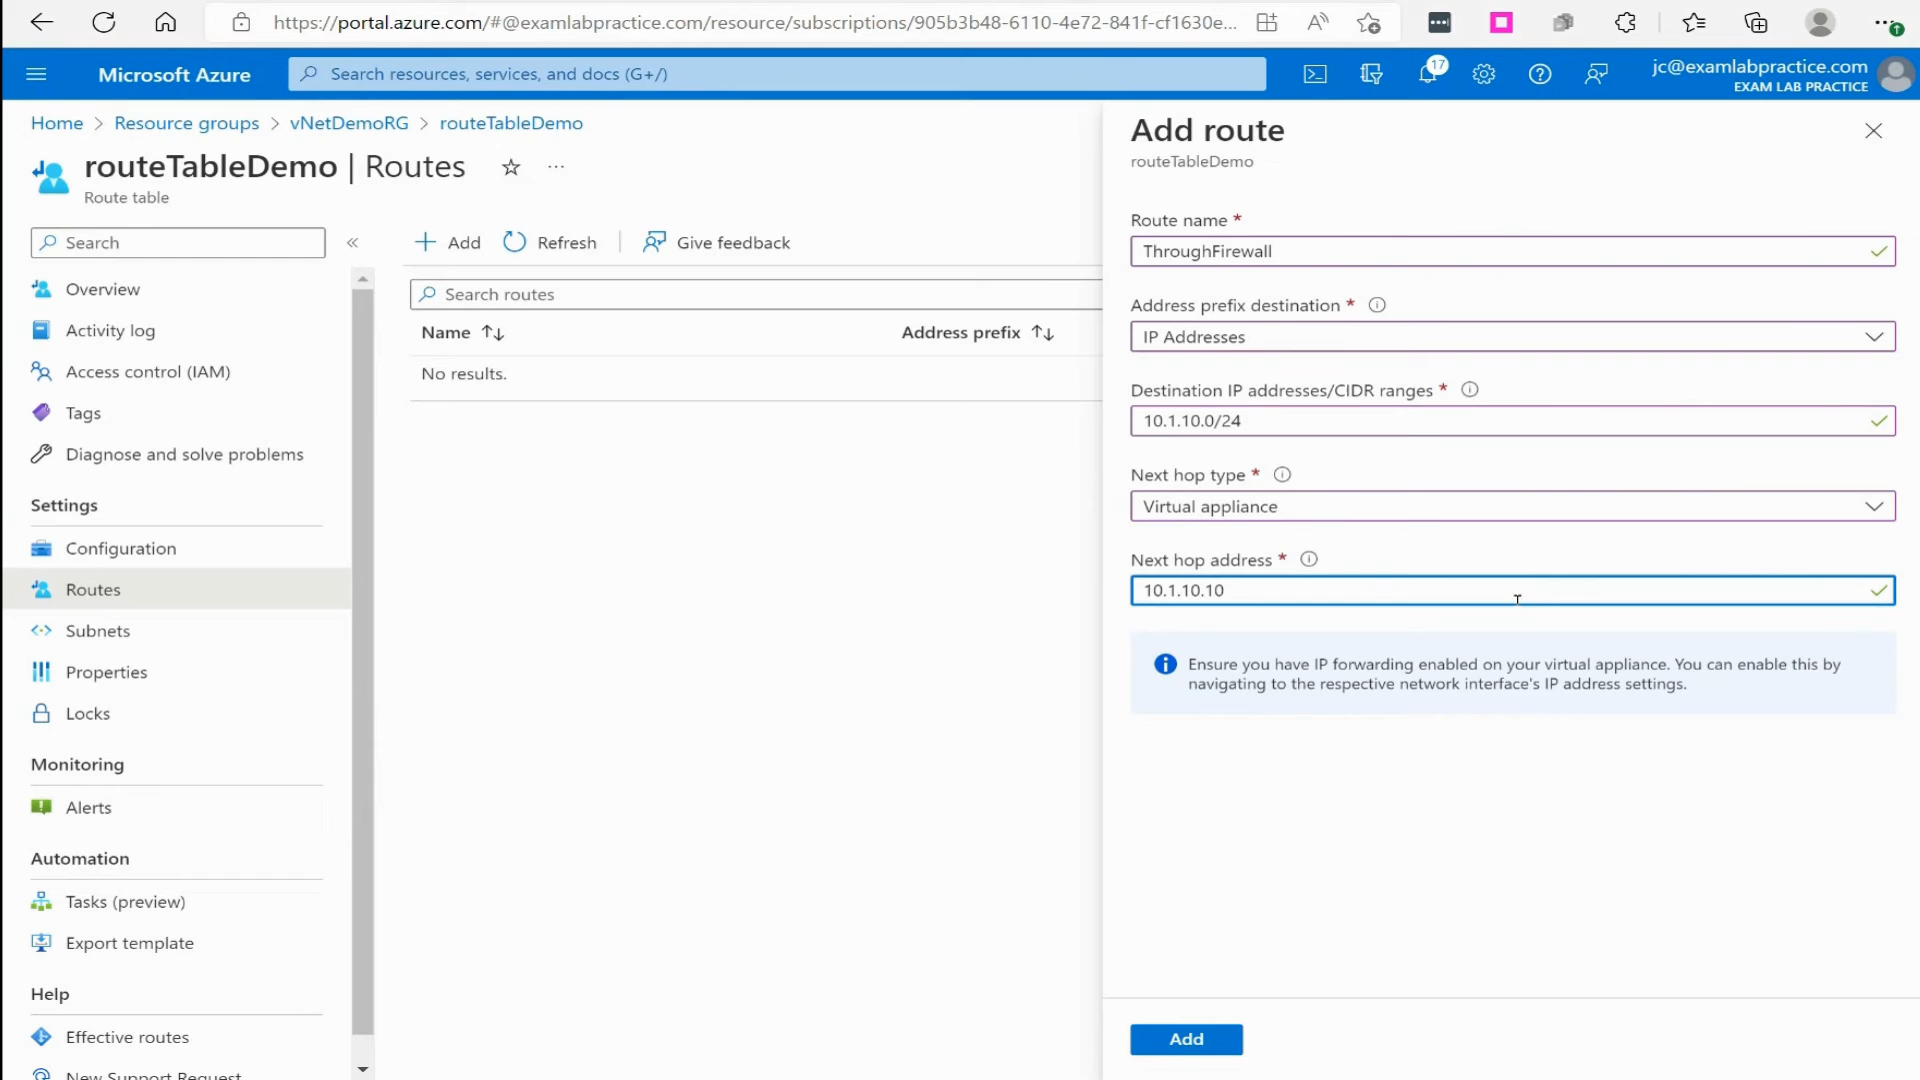 https://portal.azure.com/#@examlabpractice.com/resource/subscriptions/905b3b48-6110-4e72-841f-cf1630e...
Microsoft Azure
Search resources, services, and docs (G+/)
17
jc@examlabpractice.com
EXAM LAB PRACTICE
Home > Resource groups > vNetDemoRG > routeTableDemo
routeTableDemo | Routes
Route table
Search
Overview
Activity log
Access control (IAM)
Tags
Diagnose and solve problems
Settings
Configuration
Routes
Subnets
Properties
Locks
Monitoring
Alerts
Automation
Tasks (preview)
Export template
Help
Effective routes
New Support Request
Add
Refresh
Give feedback
Search routes
Name
Address prefix
No results.
Add route
routeTableDemo
Route name *
ThroughFirewall
Address prefix destination *
IP Addresses
Destination IP addresses/CIDR ranges *
10.1.10.0/24
Next hop type *
Virtual appliance
Next hop address *
10.1.10.10
Ensure you have IP forwarding enabled on your virtual appliance. You can enable this by
navigating to the respective network interface's IP address settings.
Add